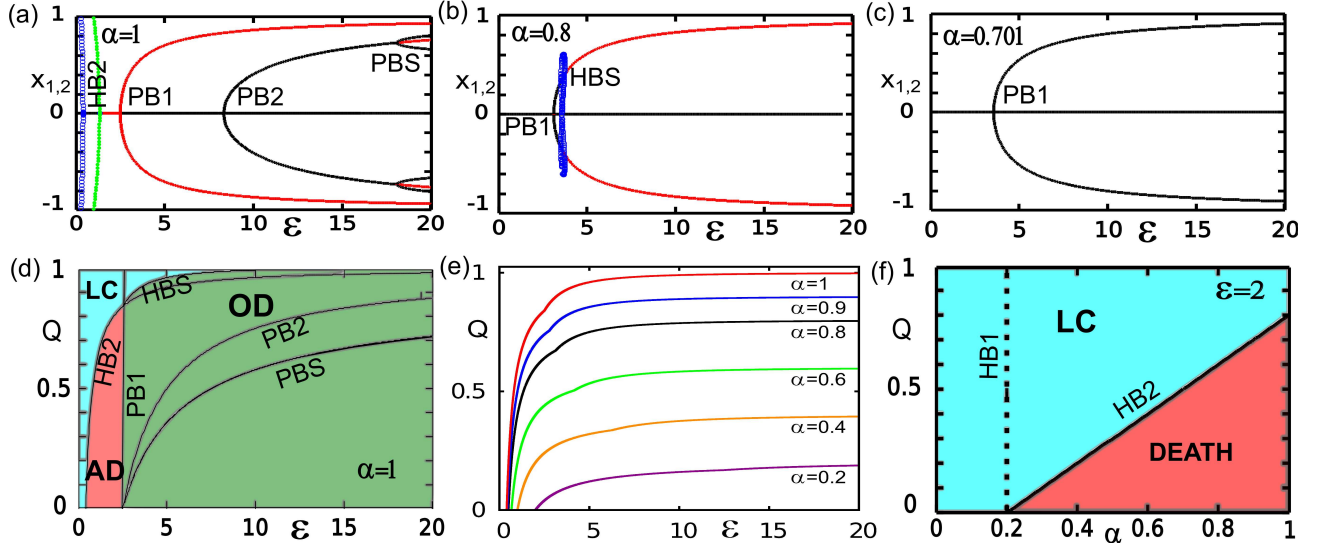 (a)
α=1
1
x1,2
0
-1
HB2
PB1
PB2
PBS
0 5 10 15 20
ε
(b)
α=0.8
1
x1,2
0
-1
HBS
PB1
0 5 10 15 20
ε
(c)
α=0.701
1
x1,2
0
-1
PB1
5 10 15 20
ε
(d)
1
Q
0.5
0
LC
HBS
OD
HB2
PB1
PB2
PBS
AD
α=1
0 5 10 15 20
ε
(e)
1
Q
0.5
0
α=1
α=0.9
α=0.8
α=0.6
α=0.4
α=0.2
0 5 10 15 20
ε
(f)
1
Q
0.5
0
ε=2
LC
HB1
HB2
DEATH
0 0.2 0.4 0.6 0.8 1
α